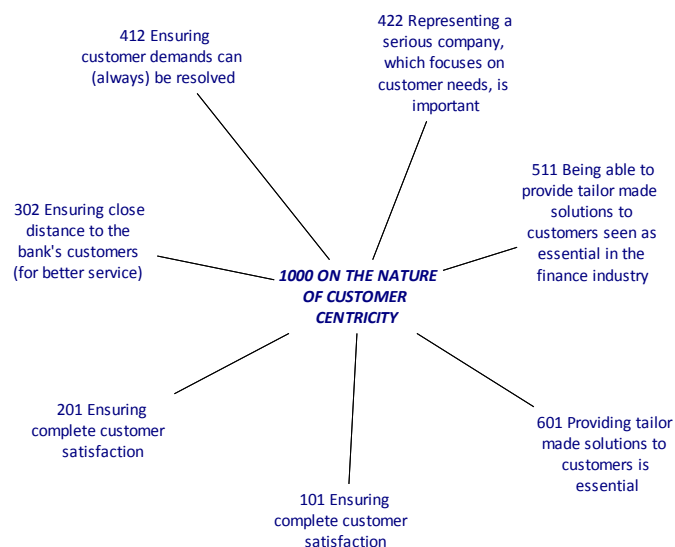 412 Ensuring
customer demands can
(always) be resolved
422 Representing a
serious company,
which focuses on
customer needs, is
important
511 Being able to
provide tailor made
solutions to
customers seen as
essential in the
finance industry
302 Ensuring close
distance to the
bank's customers
(for better service)
1000 ON THE NATURE
OF CUSTOMER
CENTRICITY
201 Ensuring
complete customer
satisfaction
601 Providing tailor
made solutions to
customers is
essential
101 Ensuring
complete customer
satisfaction